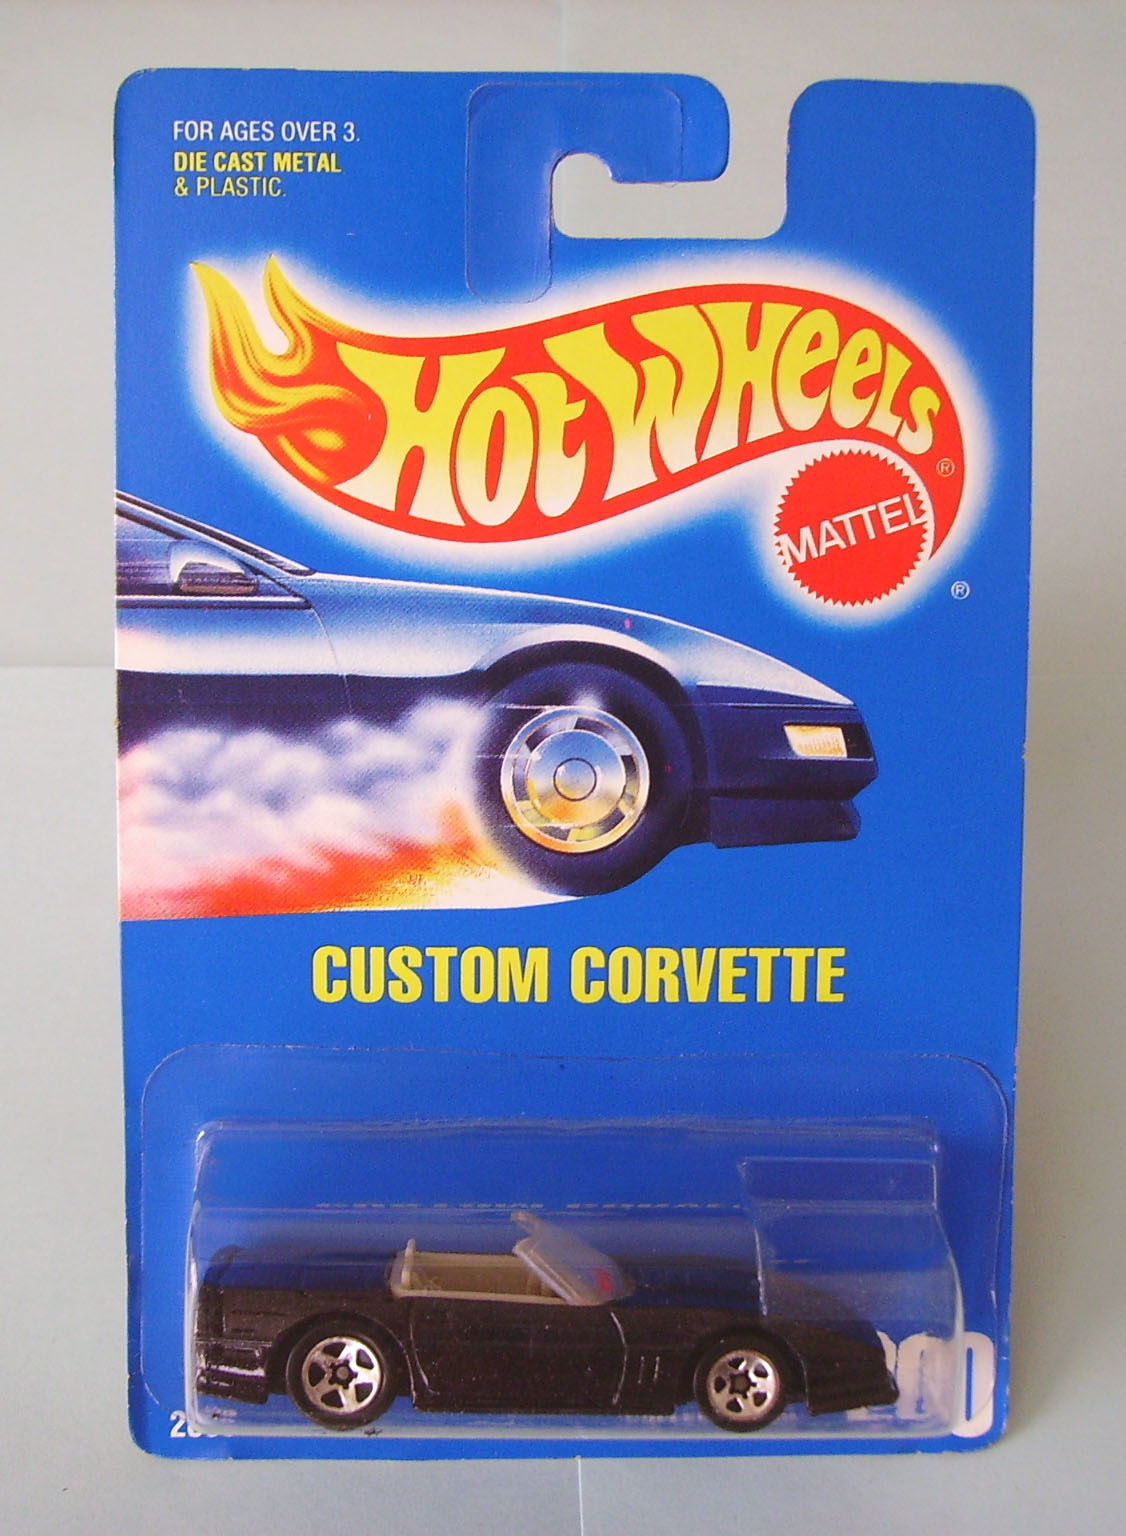 FOR AGES OVER 3.
DIE CAST METAL
& PLASTIC.
HOT WHEELS ®
MATTEL
®
CUSTOM CORVETTE